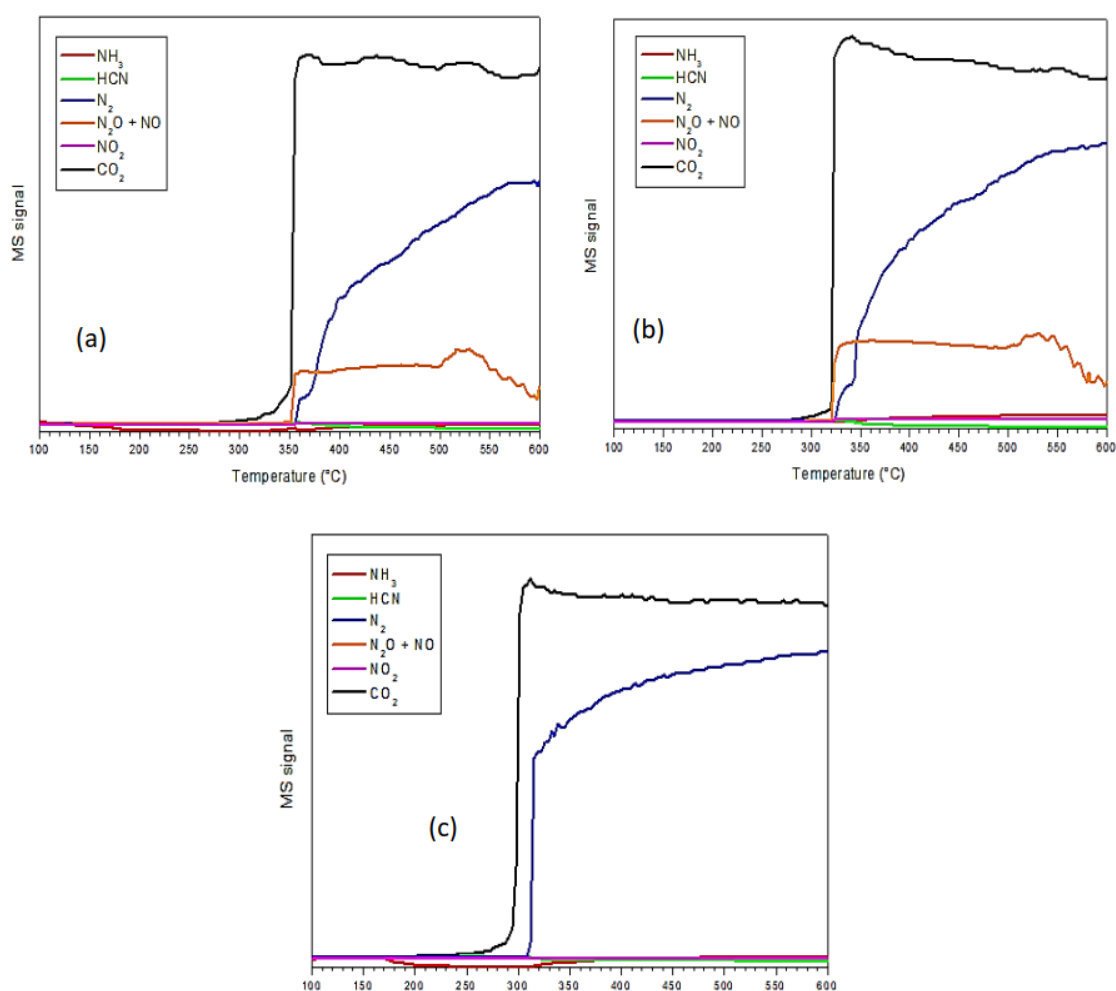 NH3
HCN
N2
N2O + NO
NO2
CO2
MS signal
(a)
100 150 200 250 300 350 400 450 500 550 600
Temperature (°C)
NH3
HCN
N2
N2O + NO
NO2
CO2
MS signal
(b)
100 150 200 250 300 350 400 450 500 550 600
Temperature (°C)
NH3
HCN
N2
N2O + NO
NO2
CO2
MS signal
(c)
100 150 200 250 300 350 400 450 500 550 600